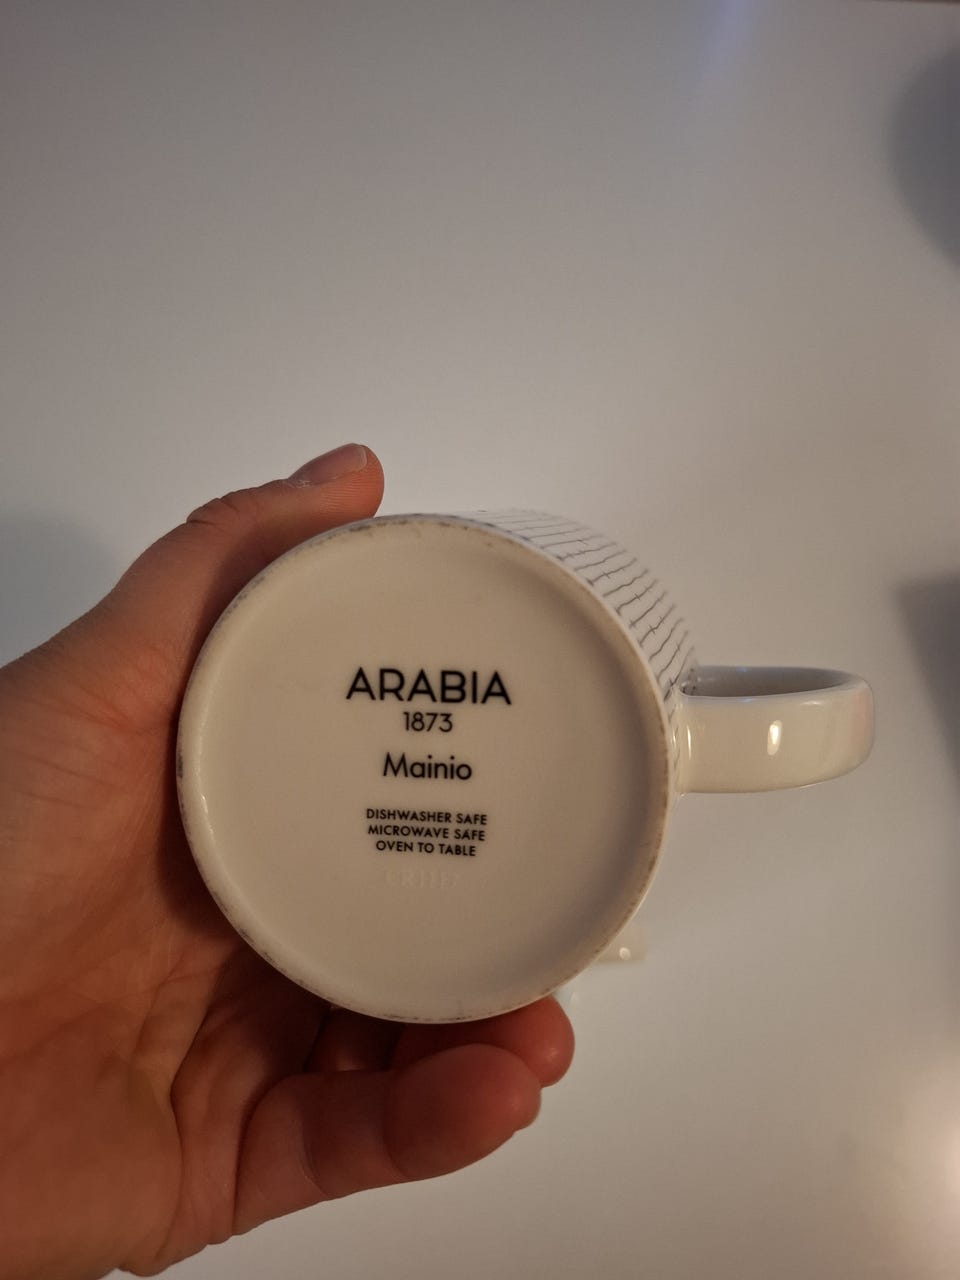 ARABIA
1873
Mainio
DISHWASHER SAFE
MICROWAVE SAFE
OVEN TO TABLE